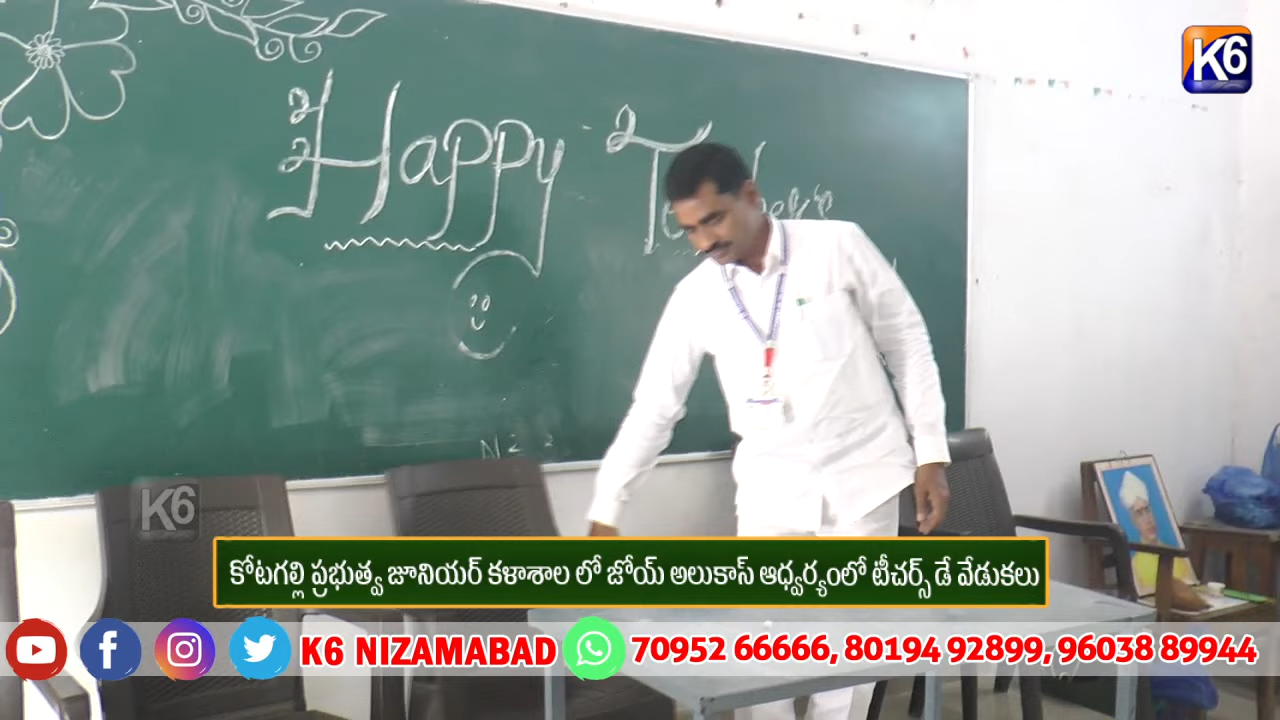 K6
Happy
K6
కోటగల్లి ప్రభుత్వ జూనియర్ కళాశాల లో జోయ్ అలుకాస్ ఆధ్వర్యంలో టీచర్స్ డే వేడుకలు
K6 NIZAMABAD 70952 66666, 80194 92899, 96038 89944